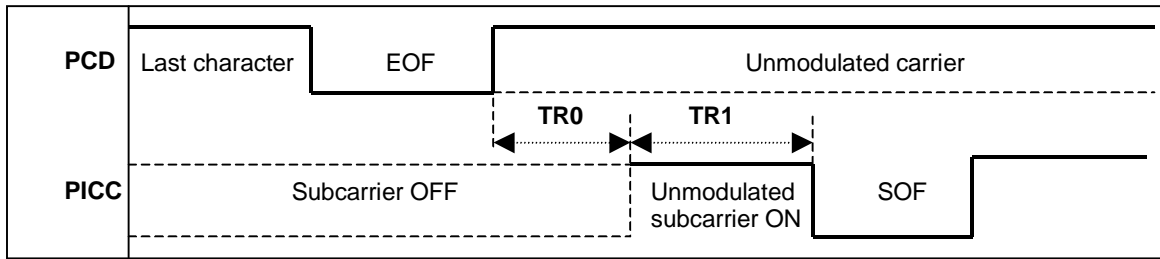 PCD
Last character
EOF
Unmodulated carrier
TR0
TR1
PICC
Subcarrier OFF
Unmodulated
subcarrier ON
SOF